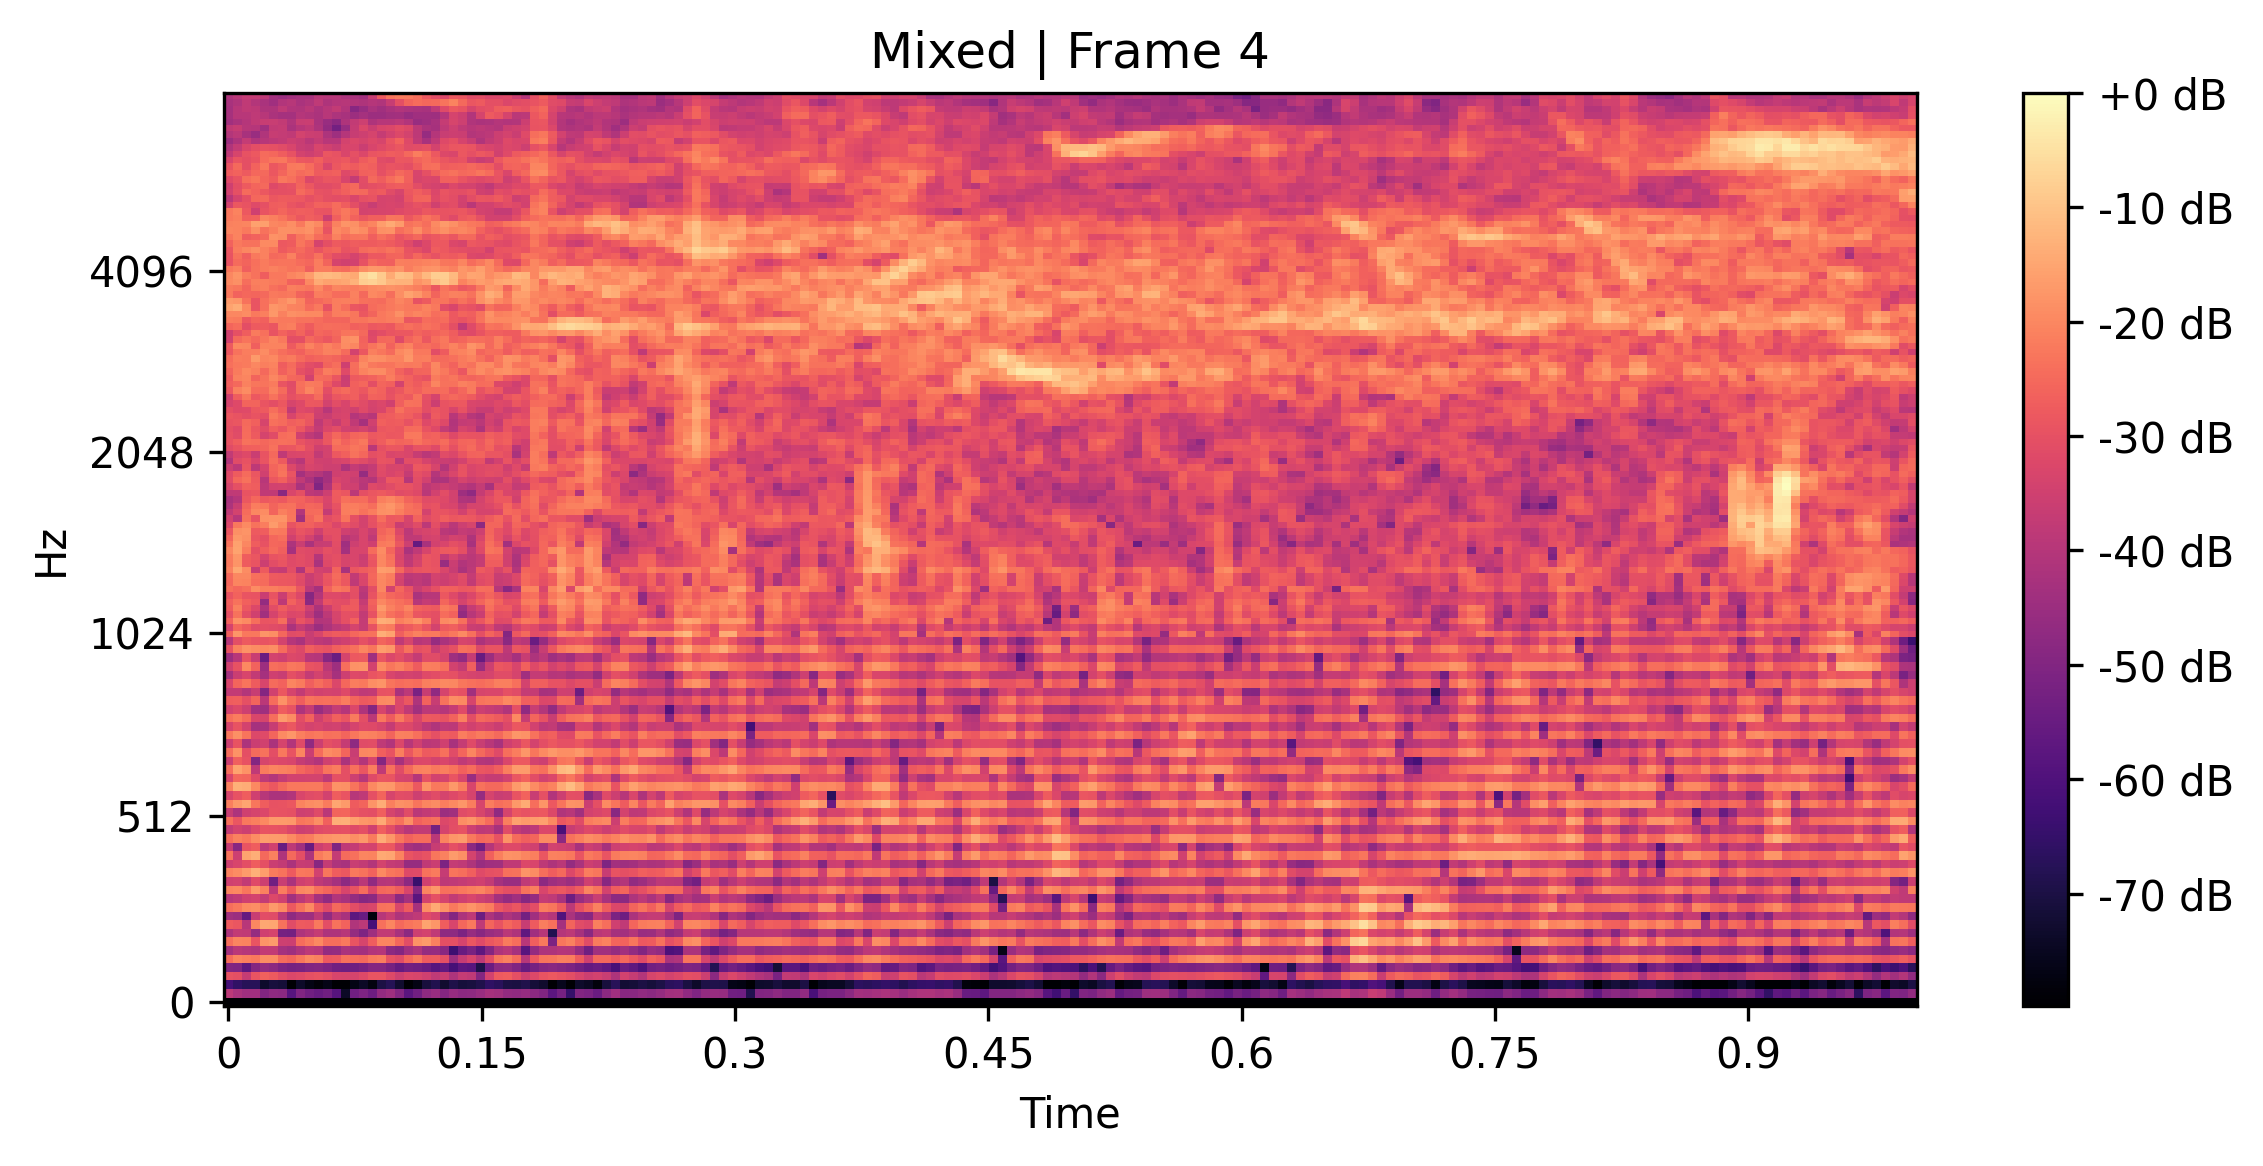 Mixed | Frame 4
+0 dB
-10 dB
-20 dB
-30 dB
-40 dB
-50 dB
-60 dB
-70 dB
Hz
4096
2048
1024
512
0
0 0.15 0.3 0.45 0.6 0.75 0.9
Time